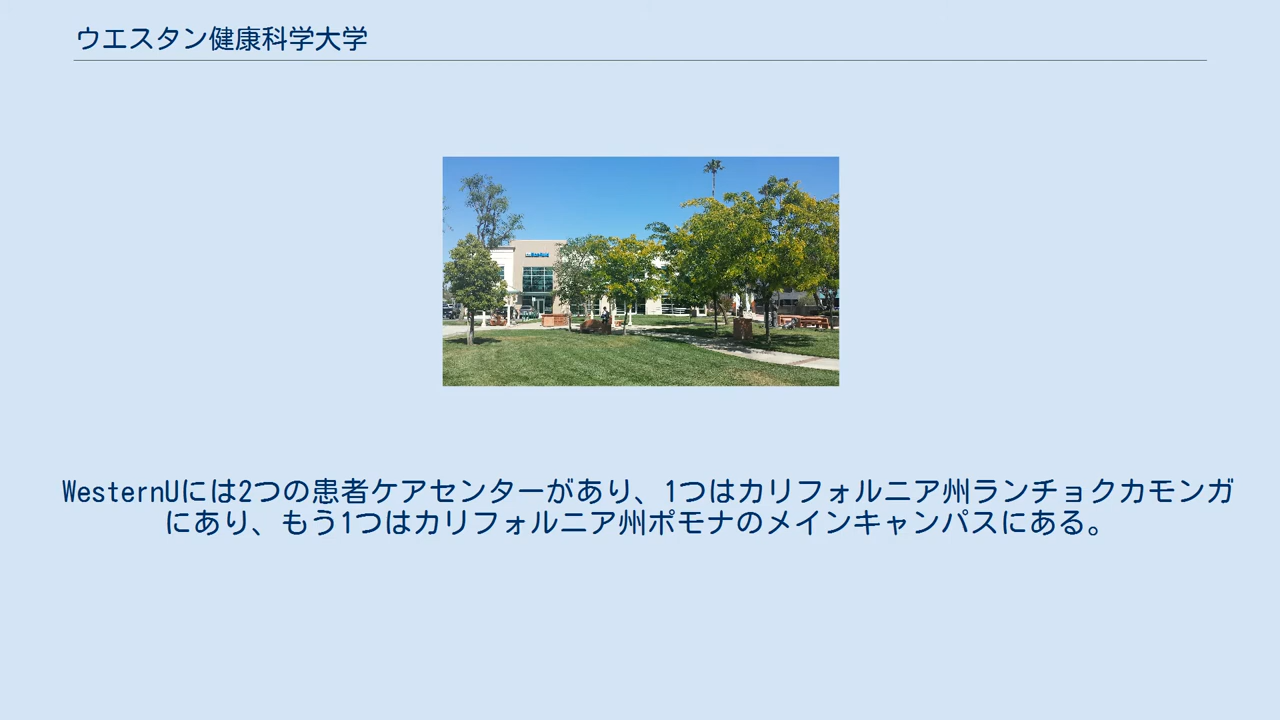 ウエスタン健康科学大学
WesternUには2つの患者ケアセンターがあり、1つはカリフォルニア州ランチョクカモンガ
にあり、もう1つはカリフォルニア州ポモナのメインキャンパスにある。